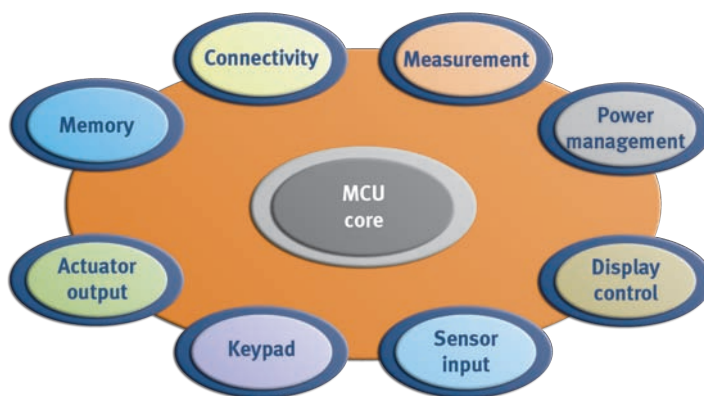 Connectivity
Measurement
Memory
Power
management
MCU
core
Actuator
output
Display
control
Keypad
Sensor
input